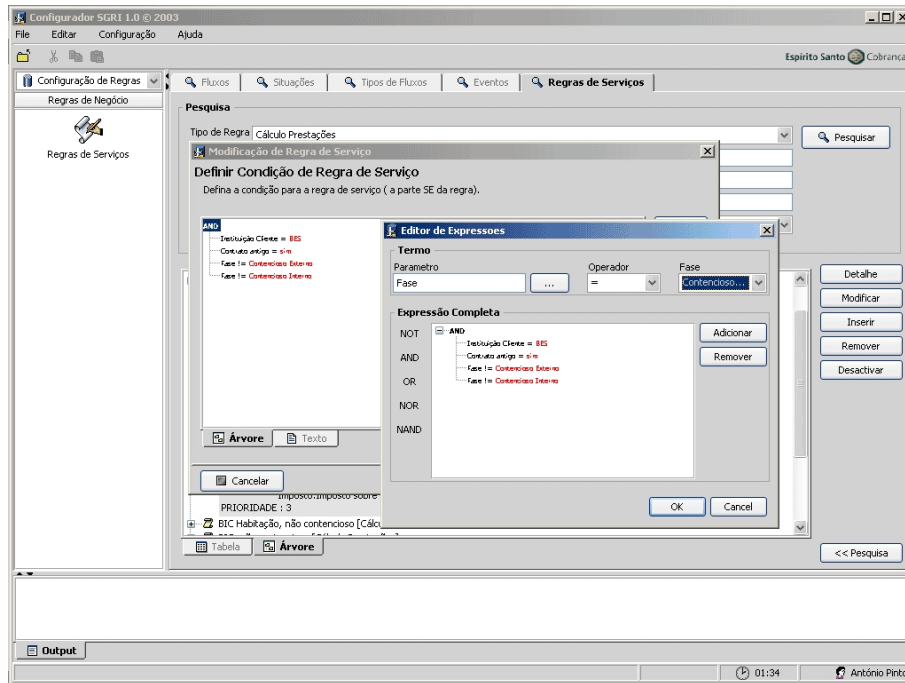 Configurador SGRI 1.0 © 2003
File Editar Configuração Ajuda
Espírito Santo Cobrança
Configuração de Regras
Regras de Negócio
Regras de Serviços
Fluxos Situações Tipos de Fluxos Eventos Regras de Serviços
Pesquisa
Tipo de Regra Cálculo Prestações
Pesquisar
Modificação de Regra de Serviço
Definir Condição de Regra de Serviço
Defina a condição para a regra de serviço ( a parte SE da regra).
AND
Instituição Cliente = BES
Contrato antigo = sim
Fase != Contencioso Externo
Fase != Contencioso Interno
Árvore Texto
Cancelar
Editor de Expressoes
Termo
Parametro Operador Fase
Fase ... = Contencioso...
Expressão Completa
NOT
AND
OR
NOR
NAND
AND
Instituição Cliente = BES
Contrato antigo = sim
Fase != Contencioso Externo
Fase != Contencioso Interno
Adicionar
Remover
OK Cancel
Detalhe
Modificar
Inserir
Remover
Desactivar
PRIORIDADE : 3
BIC Habitação, não contencioso [Cálcu
Tabela Árvore
<< Pesquisa
Output
01:34 António Pinto